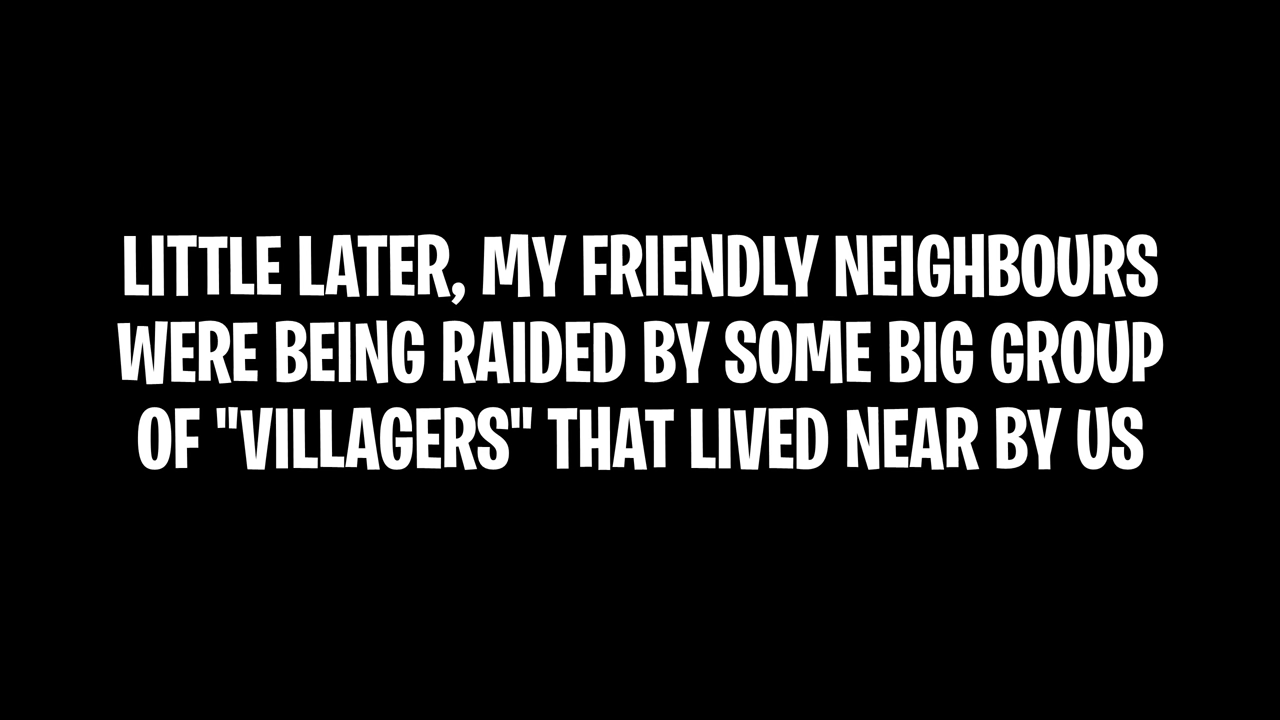 LITTLE LATER, MY FRIENDLY NEIGHBOURS
WERE BEING RAIDED BY SOME BIG GROUP
OF "VILLAGERS" THAT LIVED NEAR BY US